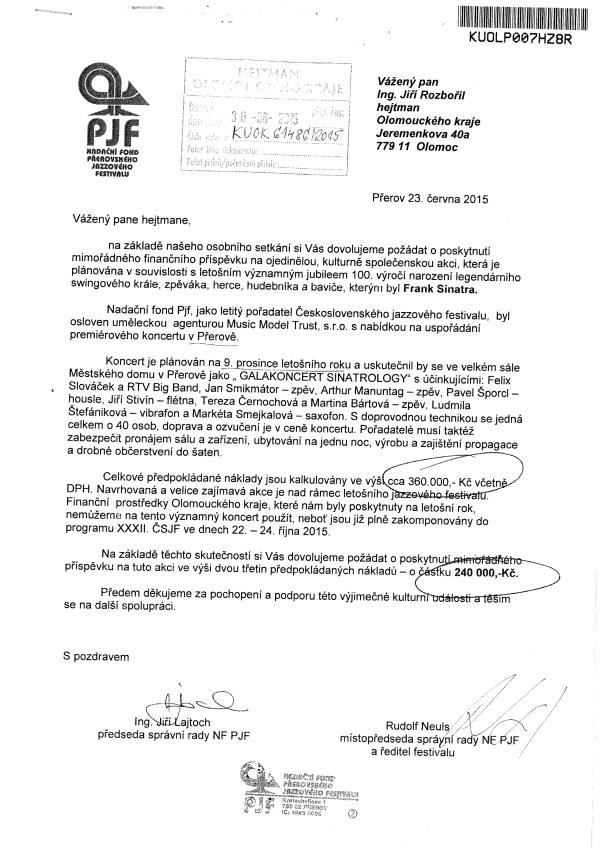 KUOLP007HZ8R
HEJTMAN
OLOMOUCKÉHO KRAJE
30-06-2015
KUOK 61486/2015
Počet listů dokumentu:
Počet příloh/počet listů příloh:
PJF
NADAČNÍ FOND
PŘEROVSKÉHO
JAZZOVÉHO
FESTIVALU
Vážený pan
Ing. Jiří Rozbořil
hejtman
Olomouckého kraje
Jeremenkova 40a
779 11 Olomoc
Přerov 23. června 2015
Vážený pane hejtmane,
na základě našeho osobního setkání si Vás dovolujeme požádat o poskytnutí
mimořádného finančního příspěvku na ojedinělou, kulturně společenskou akci, která je
plánována v souvislosti s letošním významným jubileem 100. výročí narození legendárního
swingového krále, zpěváka, herce, hudebníka a baviče, kterým byl Frank Sinatra.
Nadační fond Pjf, jako letitý pořadatel Československého jazzového festivalu, byl
osloven uměleckou agenturou Music Model Trust, s.r.o. s nabídkou na uspořádání
premiérového koncertu v Přerově.
Koncert je plánován na 9. prosince letošního roku a uskutečnil by se ve velkém sále
Městského domu v Přerově jako „ GALAKONCERT SINATROLOGY“ s účinkujícími: Felix
Slováček a RTV Big Band, Jan Smikmátor – zpěv, Arthur Manuntag – zpěv, Pavel Šporcl –
housle, Jiří Stivín – flétna, Tereza Černochová a Martina Bártová – zpěv, Ludmila
Štefániková – vibrafon a Markéta Smejkalová - saxofon. S doprovodnou technikou se jedná
celkem o 40 osob, doprava a ozvučení je v ceně koncertu. Pořadatelé musí taktéž
zabezpečit pronájem sálu a zařízení, ubytování na jednu noc, výrobu a zajištění propagace
a drobné občerstvení do šaten.
Celkové předpokládané náklady jsou kalkulovány ve výši cca 360.000,- Kč včetně
DPH. Navrhovaná a velice zajímavá akce je nad rámec letošního jazzového festivalu.
Finanční prostředky Olomouckého kraje, které nám byly poskytnuty na letošní rok,
nemůžeme na tento významný koncert použít, neboť jsou již plně zakomponovány do
programu XXXII. ČSJF ve dnech 22. – 24. října 2015.
Na základě těchto skutečností si Vás dovolujeme požádat o poskytnutí mimořádného
příspěvku na tuto akci ve výši dvou třetin předpokládaných nákladů – o částku 240 000,-Kč.
Předem děkujeme za pochopení a podporu této výjimečné kulturní události a těším
se na další spolupráci.
S pozdravem
Ing. Jiří Lajtoch
předseda správní rady NF PJF
Rudolf Neuls
místopředseda správní rady NF PJF
a ředitel festivalu
NADAČNÍ FOND
PŘEROVSKÉHO
JAZZOVÉHO FESTIVALU
PJF
750 02 PŘEROV